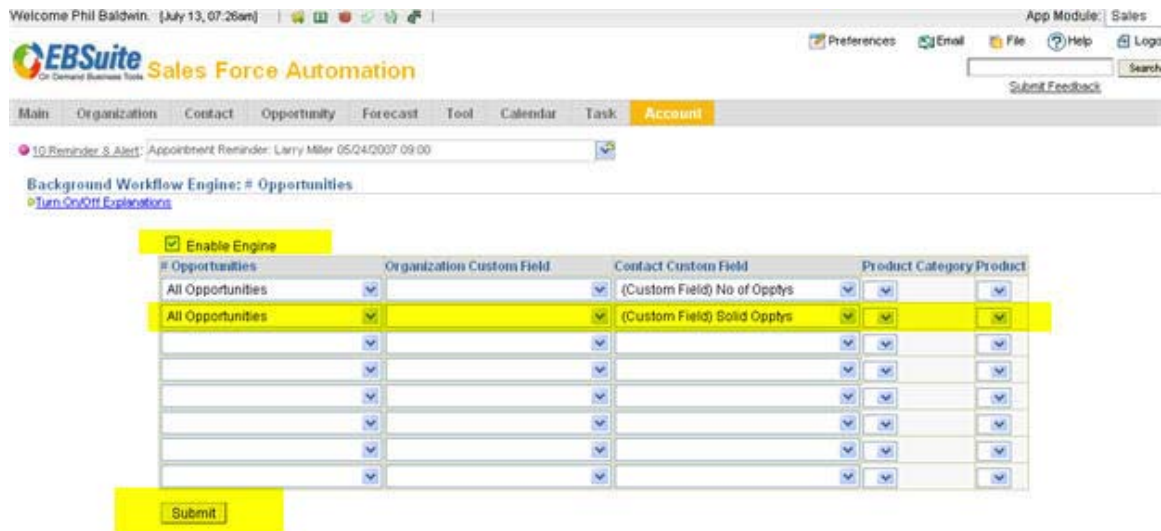 Welcome Phil Baldwin. [July 13, 07:26am] App Module: Sales
Preferences Email File Help Logo
EBSuite
On Demand Business Tools
Sales Force Automation
Search
Submit Feedback
Main Organization Contact Opportunity Forecast Tool Calendar Task Account
10 Reminder & Alert: Appointment Reminder: Larry Miller 05/24/2007 09:00
Background Workflow Engine: # Opportunities
Turn On/Off Explanations
Enable Engine
# Opportunities Organization Custom Field Contact Custom Field Product Category Product
All Opportunities (Custom Field) No of Opptys
All Opportunities (Custom Field) Solid Opptys
Submit